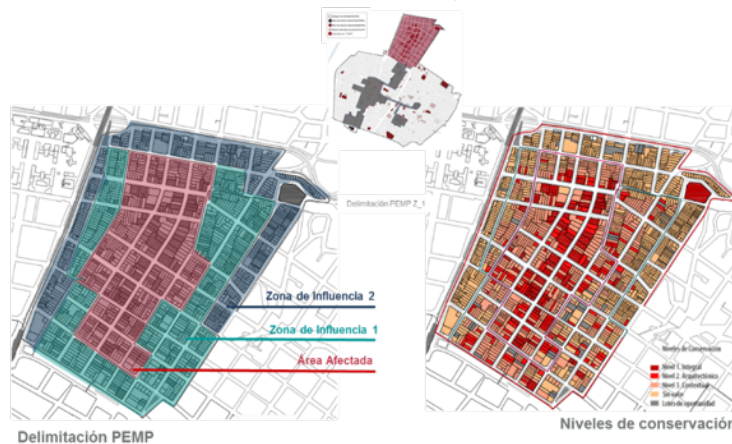 Delimitación PEMP Z_1
Zona de Influencia 2
Zona de Influencia 1
Área Afectada
Delimitación PEMP
Niveles de Conservación
Nivel 1. Integral
Nivel 2. Arquitectónico
Nivel 3. Contextual
Sin valor
Lotes de oportunidad
Niveles de conservación